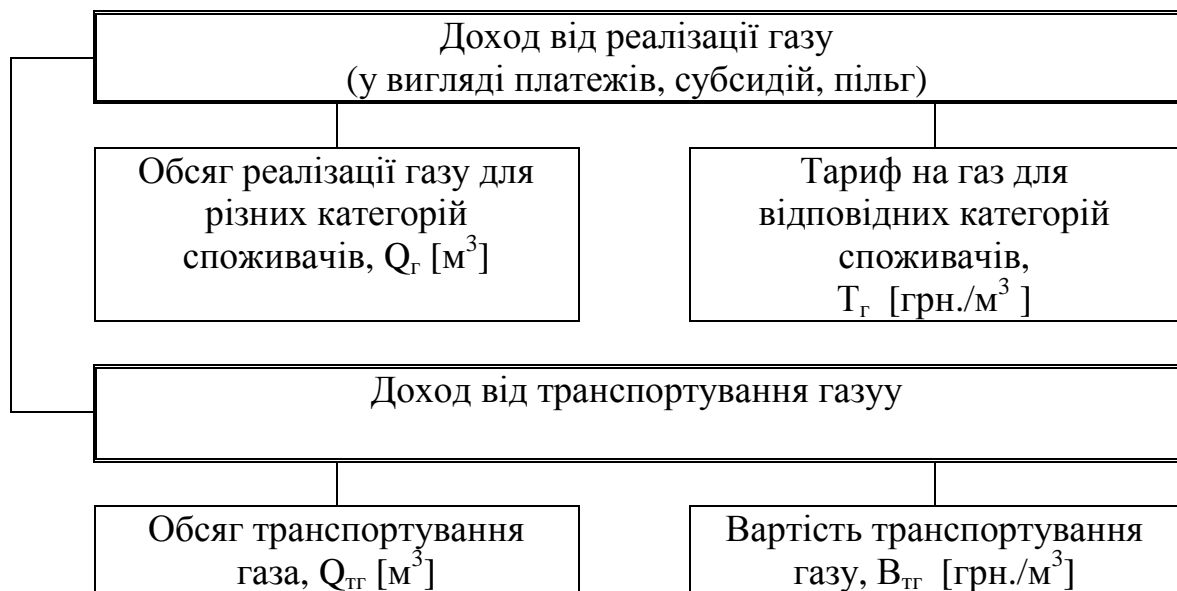 Доход від реалізації газу
(у вигляді платежів, субсидій, пільг)
Обсяг реалізації газу для
різних категорій
споживачів, Qг [м³]
Тариф на газ для
відповідних категорій
споживачів,
Тг [грн./м³ ]
Доход від транспортування газуу
Обсяг транспортування
газа, Qтг [м³]
Вартість транспортування
газу, Втг [грн./м³]